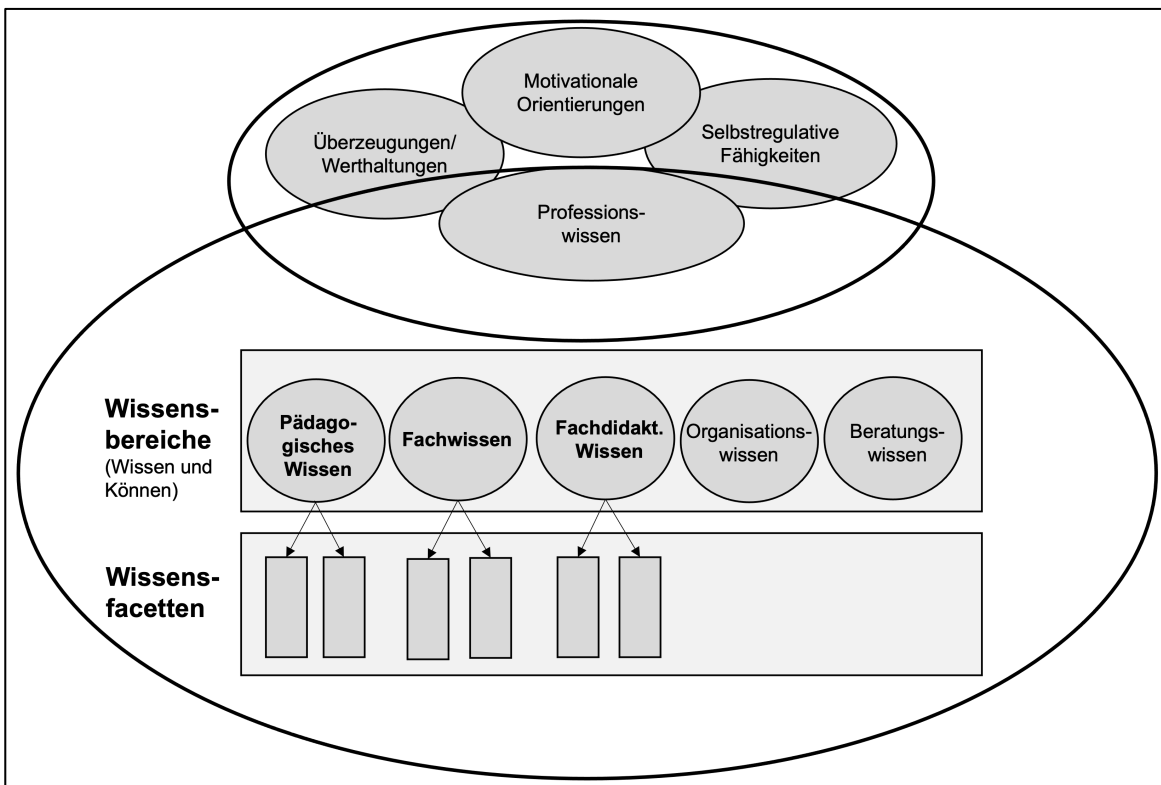 Motivationale
Orientierungen
Überzeugungen/
Werthaltungen
Selbstregulative
Fähigkeiten
Professions-
wissen
Wissens-
bereiche
(Wissen und
Können)
Pädago-
gisches
Wissen
Fachwissen
Fachdidakt.
Wissen
Organisations-
wissen
Beratungs-
wissen
Wissens-
facetten